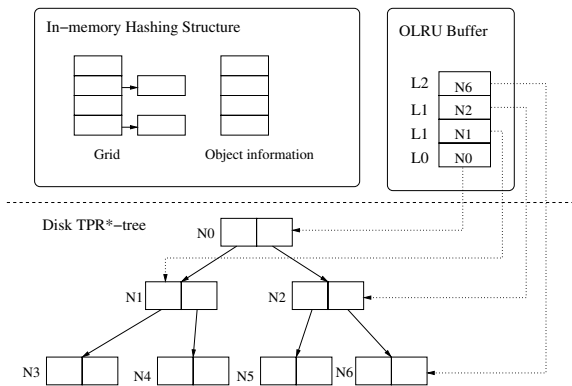 In−memory Hashing Structure
OLRU Buffer
L2 N6
L1 N2
L1 N1
L0 N0
Grid
Object information
Disk TPR*−tree
N0
N1
N2
N3
N4
N5
N6